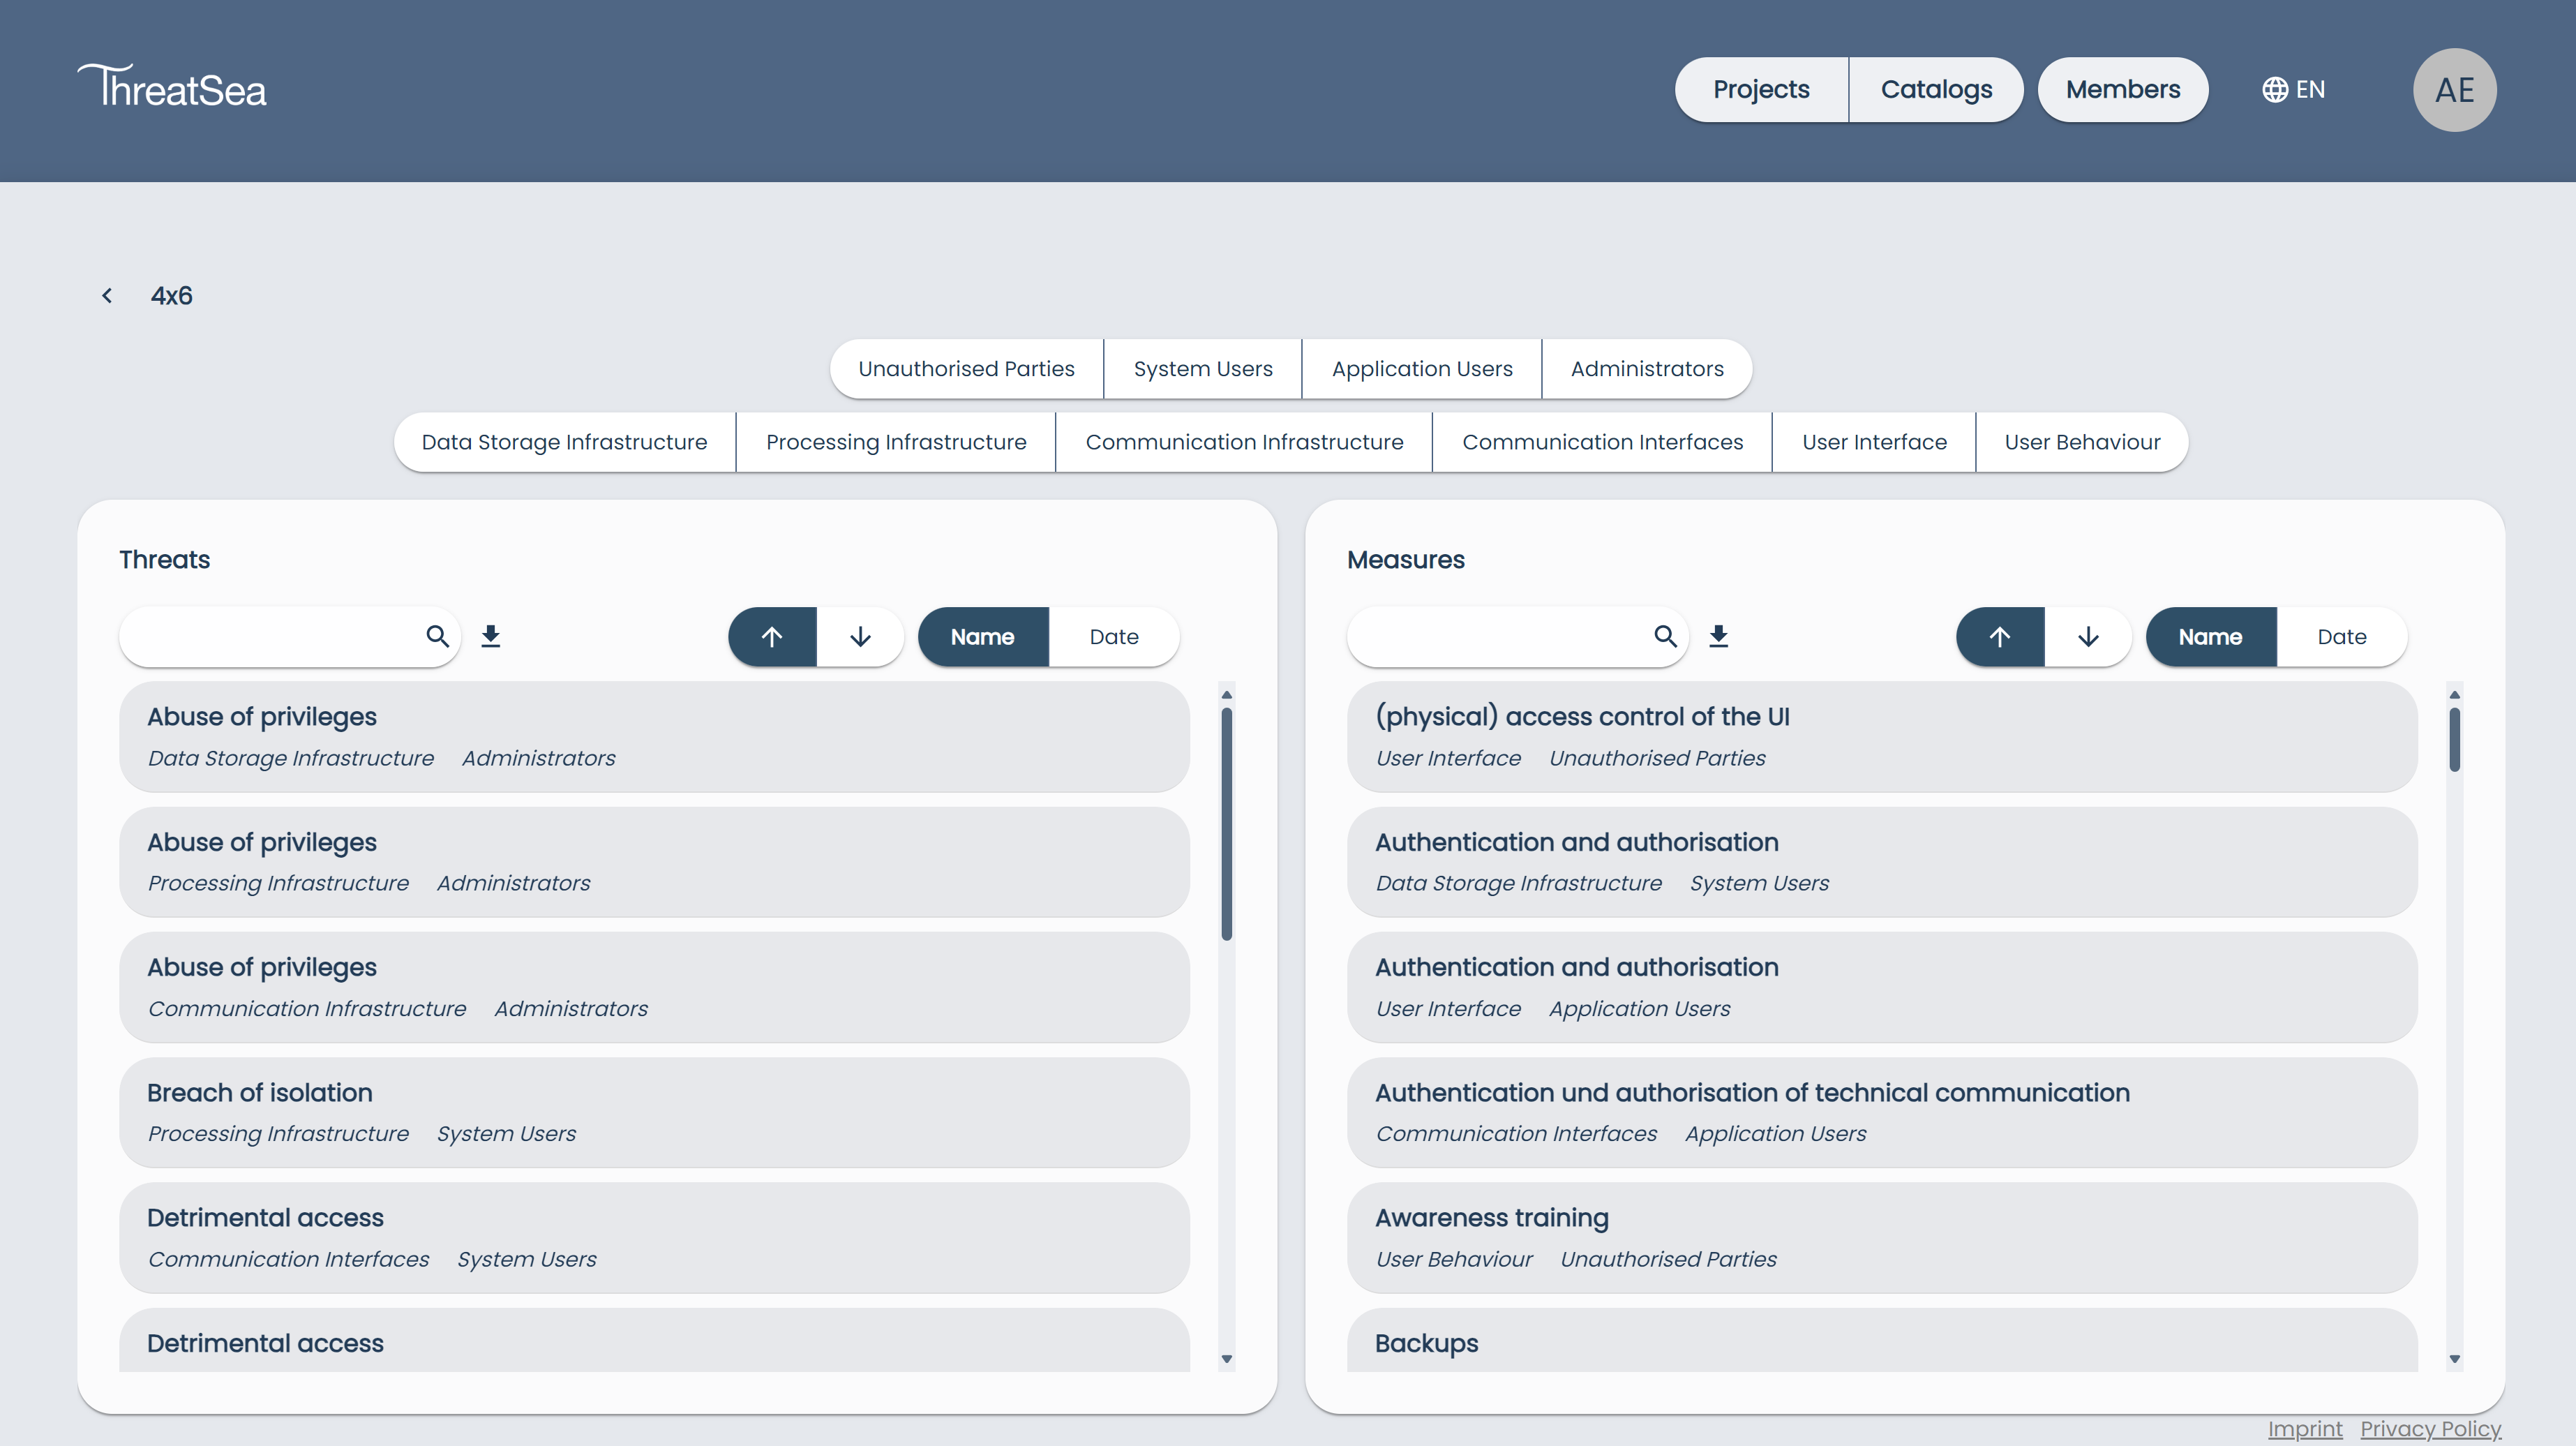 ThreatSea
Projects Catalogs Members EN AE
4x6
Unauthorised Parties System Users Application Users Administrators
Data Storage Infrastructure Processing Infrastructure Communication Infrastructure Communication Interfaces User Interface User Behaviour
Threats
Name Date
Abuse of privileges
Data Storage Infrastructure Administrators
Abuse of privileges
Processing Infrastructure Administrators
Abuse of privileges
Communication Infrastructure Administrators
Breach of isolation
Processing Infrastructure System Users
Detrimental access
Communication Interfaces System Users
Detrimental access
Measures
Name Date
(physical) access control of the UI
User Interface Unauthorised Parties
Authentication and authorisation
Data Storage Infrastructure System Users
Authentication and authorisation
User Interface Application Users
Authentication und authorisation of technical communication
Communication Interfaces Application Users
Awareness training
User Behaviour Unauthorised Parties
Backups
Imprint Privacy Policy